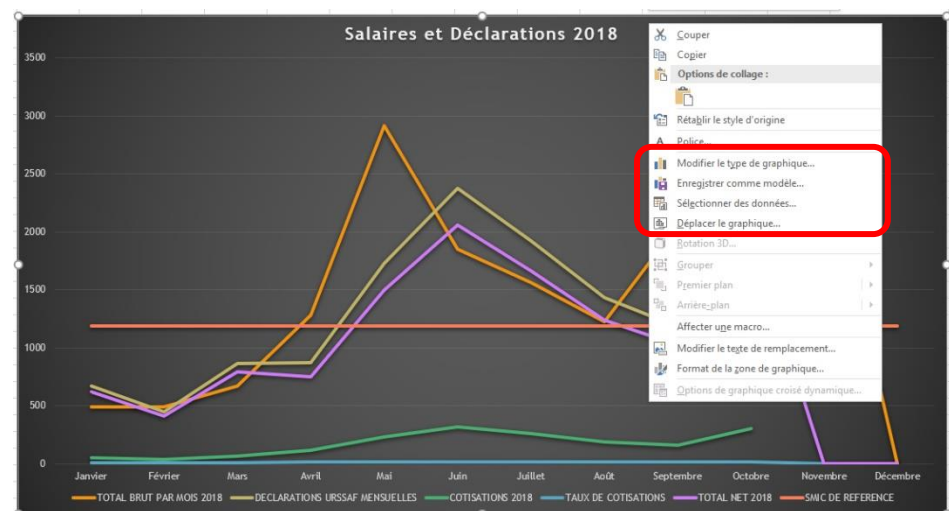 Salaires et Déclarations 2018
3500
3000
2500
2000
1500
1000
500
0
Janvier Février Mars Avril Mai Juin Juillet Août Septembre Octobre Novembre Décembre
TOTAL BRUT PAR MOIS 2018 DECLARATIONS URSSAF MENSUELLES COTISATIONS 2018 TAUX DE COTISATIONS TOTAL NET 2018 SMIC DE REFERENCE
Couper
Copier
Options de collage :
Rétablir le style d'origine
A Police...
Modifier le type de graphique...
Enregistrer comme modèle...
Sélectionner des données...
Déplacer le graphique...
Rotation 3D...
Grouper
Premier plan
Arrière-plan
Affecter une macro...
Modifier le texte de remplacement...
Format de la zone de graphique...
Options de graphique croisé dynamique...